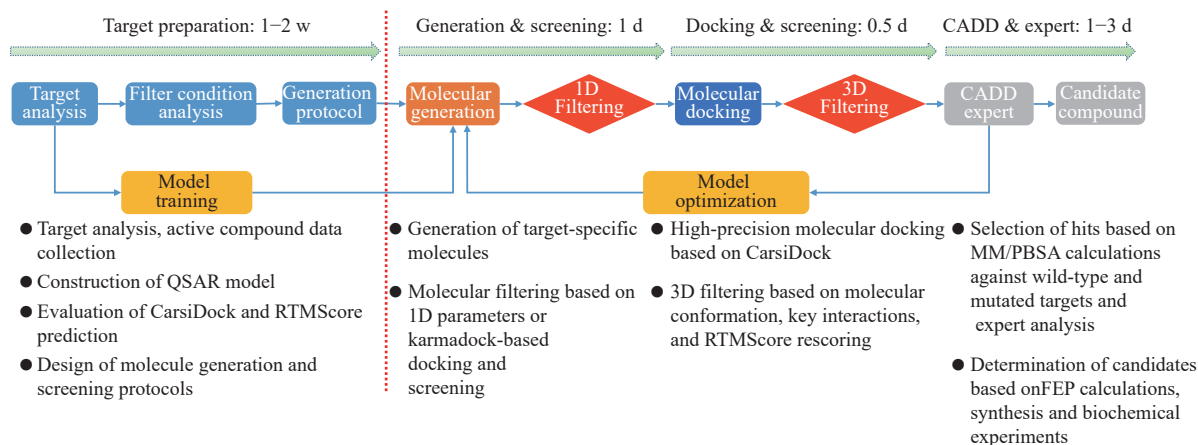 Target preparation: 1−2 w
Generation & screening: 1 d
Docking & screening: 0.5 d
CADD & expert: 1−3 d
Target
analysis
Filter condition
analysis
Generation
protocol
Molecular
generation
1D
Filtering
Molecular
docking
3D
Filtering
CADD
expert
Candidate
compound
Model
training
Model
optimization
● Target analysis, active compound data
collection
● Construction of QSAR model
● Evaluation of CarsiDock and RTMScore
prediction
● Design of molecule generation and
screening protocols
● Generation of target-specific
molecules
● Molecular filtering based on
1D parameters or
karmadock-based
docking and
screening
● High-precision molecular docking
based on CarsiDock
● 3D filtering based on molecular
conformation, key interactions,
and RTMScore rescoring
● Selection of hits based on
MM/PBSA calculations
against wild-type and
mutated targets and
expert analysis
● Determination of candidates
based onFEP calculations,
synthesis and biochemical
experiments